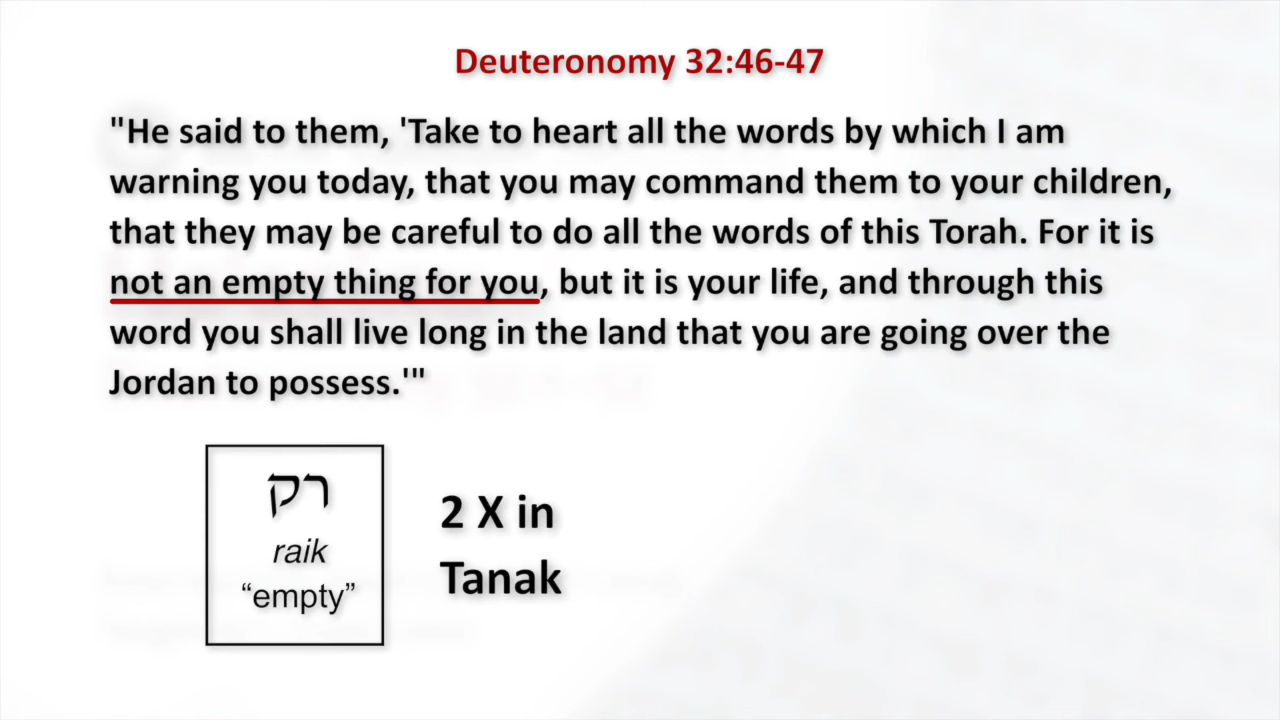 Deuteronomy 32:46-47
"He said to them, 'Take to heart all the words by which I am
warning you today, that you may command them to your children,
that they may be careful to do all the words of this Torah. For it is
not an empty thing for you, but it is your life, and through this
word you shall live long in the land that you are going over the
Jordan to possess.'"
רק
raik
“empty”
2 X in
Tanak